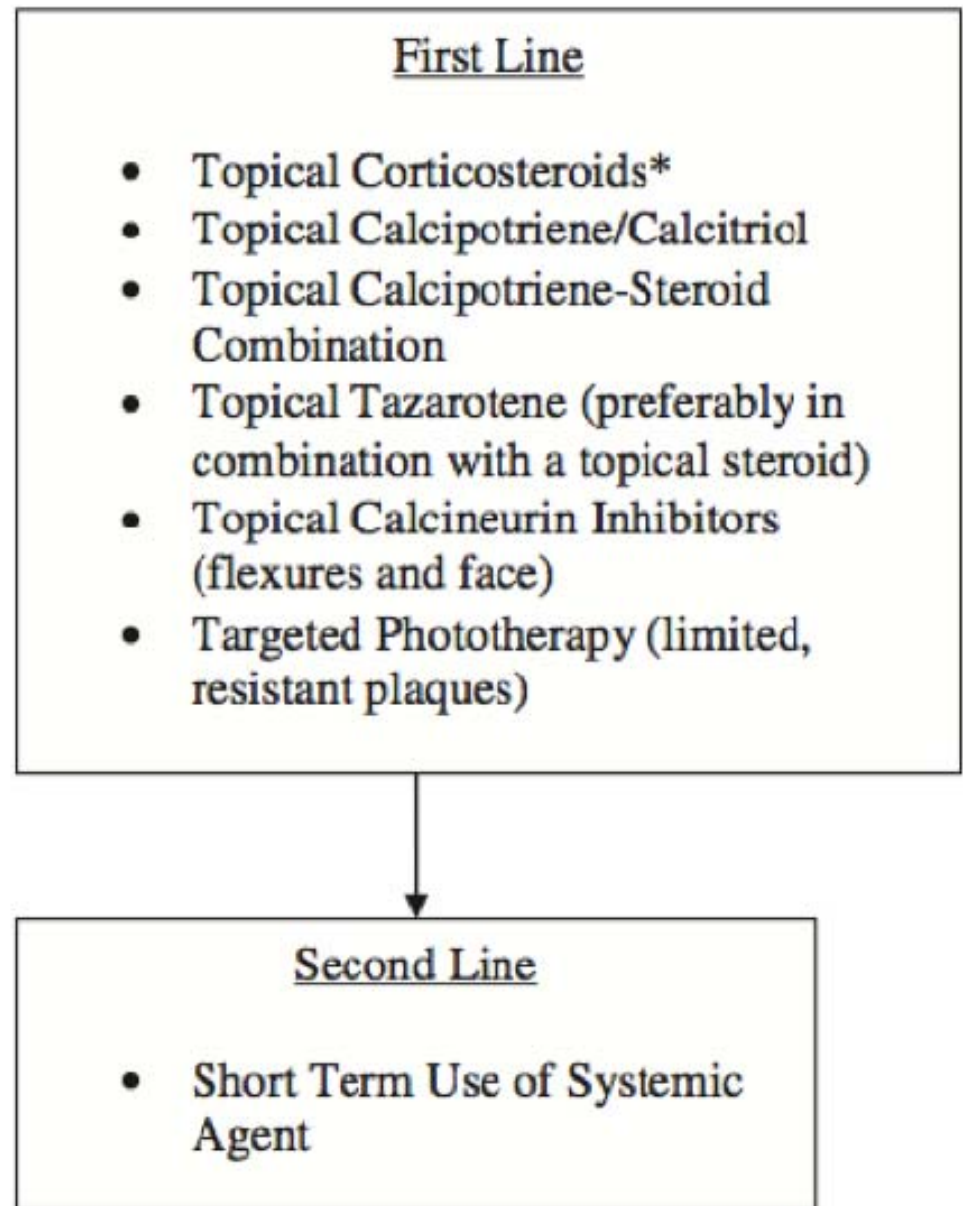 First Line
• Topical Corticosteroids*
• Topical Calcipotriene/Calcitriol
• Topical Calcipotriene-Steroid
Combination
• Topical Tazarotene (preferably in
combination with a topical steroid)
• Topical Calcineurin Inhibitors
(flexures and face)
• Targeted Phototherapy (limited,
resistant plaques)
Second Line
• Short Term Use of Systemic
Agent